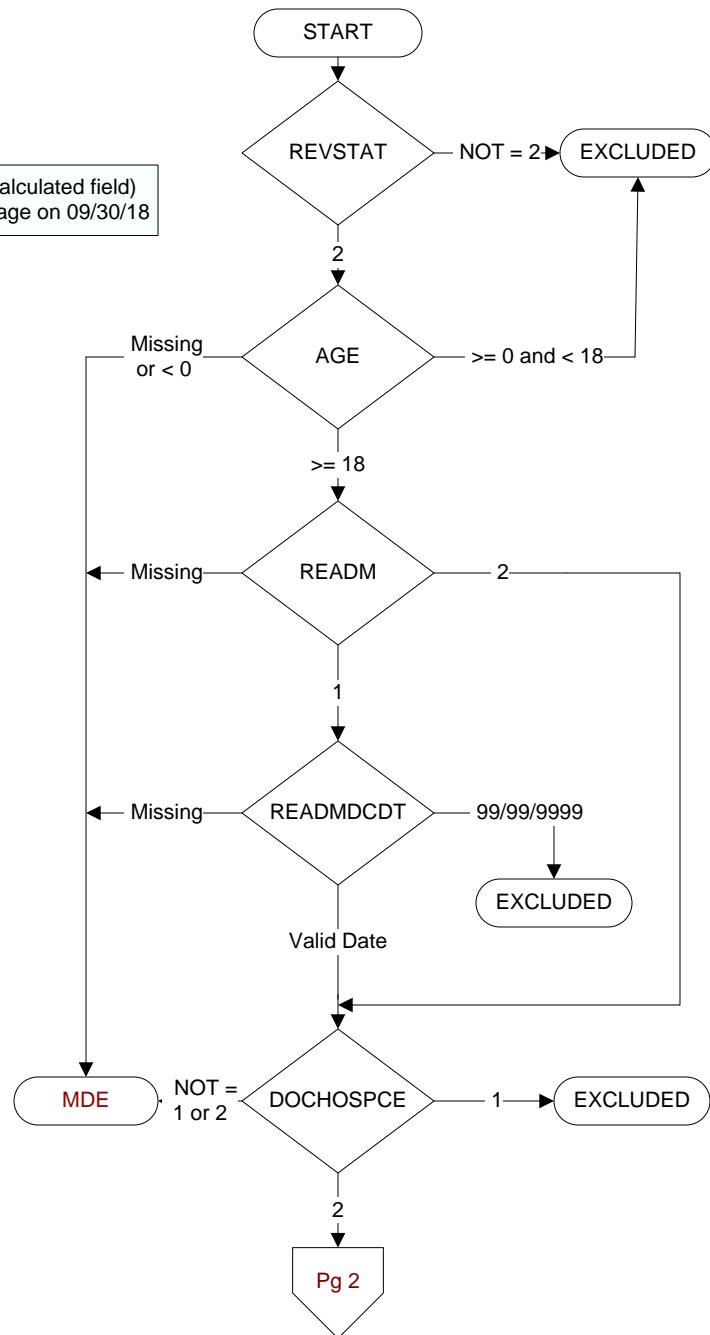 START
REVSTAT
NOT = 2
EXCLUDED
alculated field)
age on 09/30/18
2
Missing
or < 0
AGE
>= 0 and < 18
>= 18
Missing
READM
2
1
Missing
READMDCDT
99/99/9999
EXCLUDED
Valid Date
MDE
NOT =
1 or 2
DOCHOSPCE
1
EXCLUDED
2
Pg 2